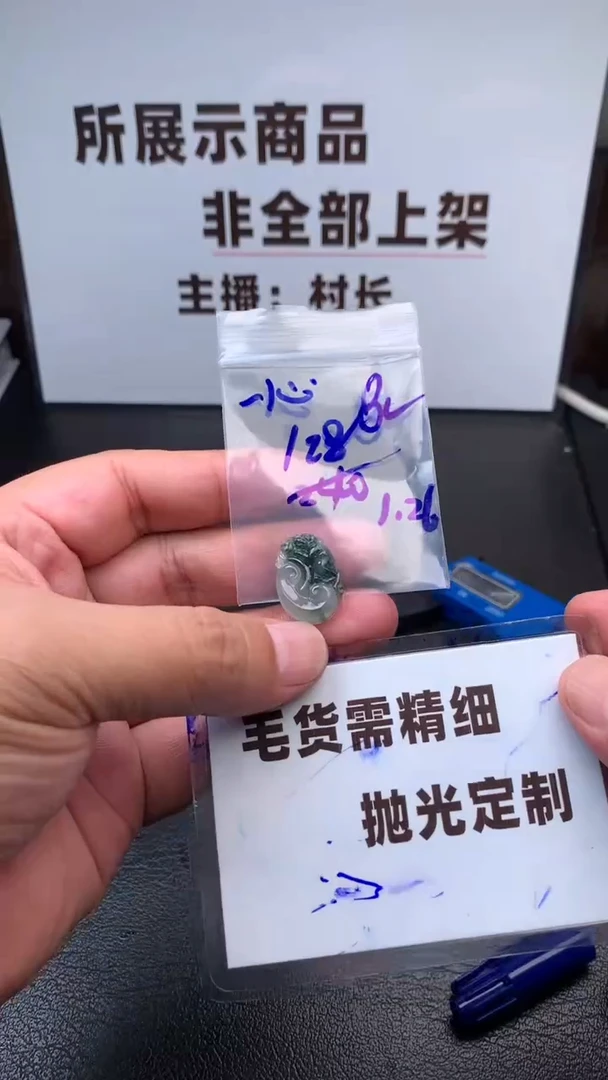 所展示商品
非全部上架
主播：村长
一心
128
240
1.26
毛货需精细
抛光定制